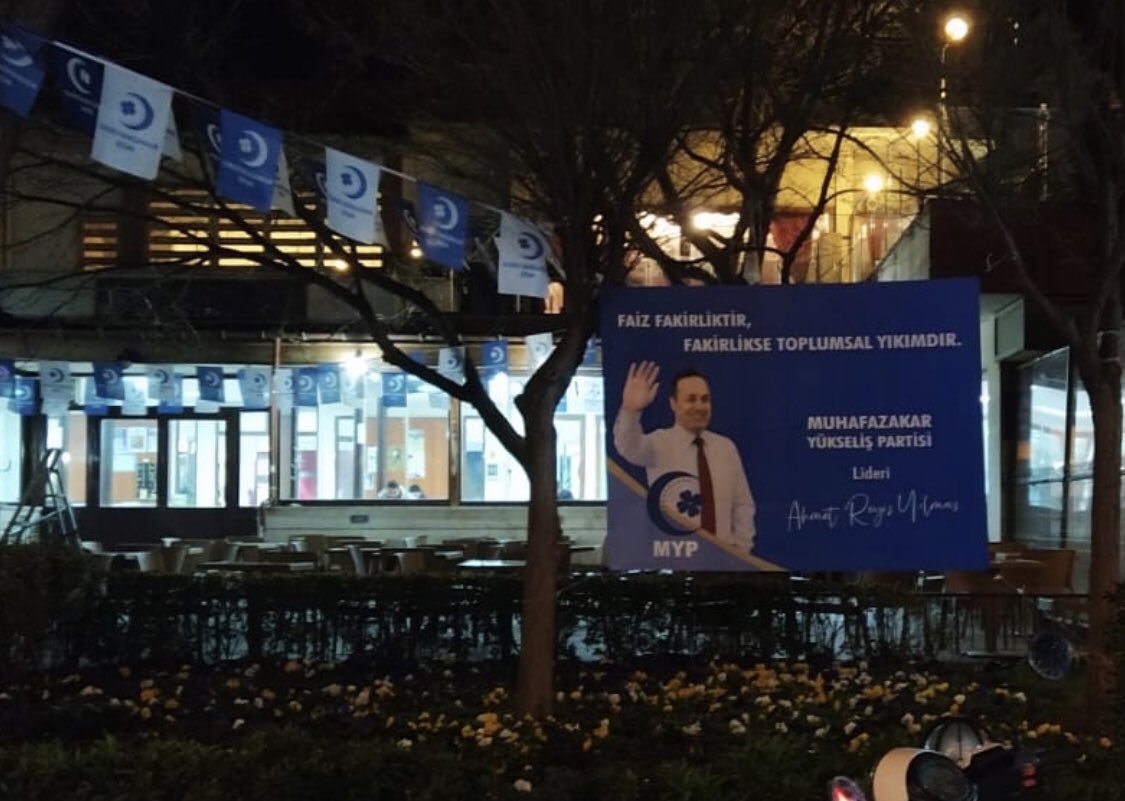 FAİZ FAKİRLİKTİR,
FAKİRLİKSE TOPLUMSAL YIKIMDIR.
MUHAFAZAKAR
YÜKSELİŞ PARTİSİ
Lideri
Ahmet Reyiz Yılmaz
MYP